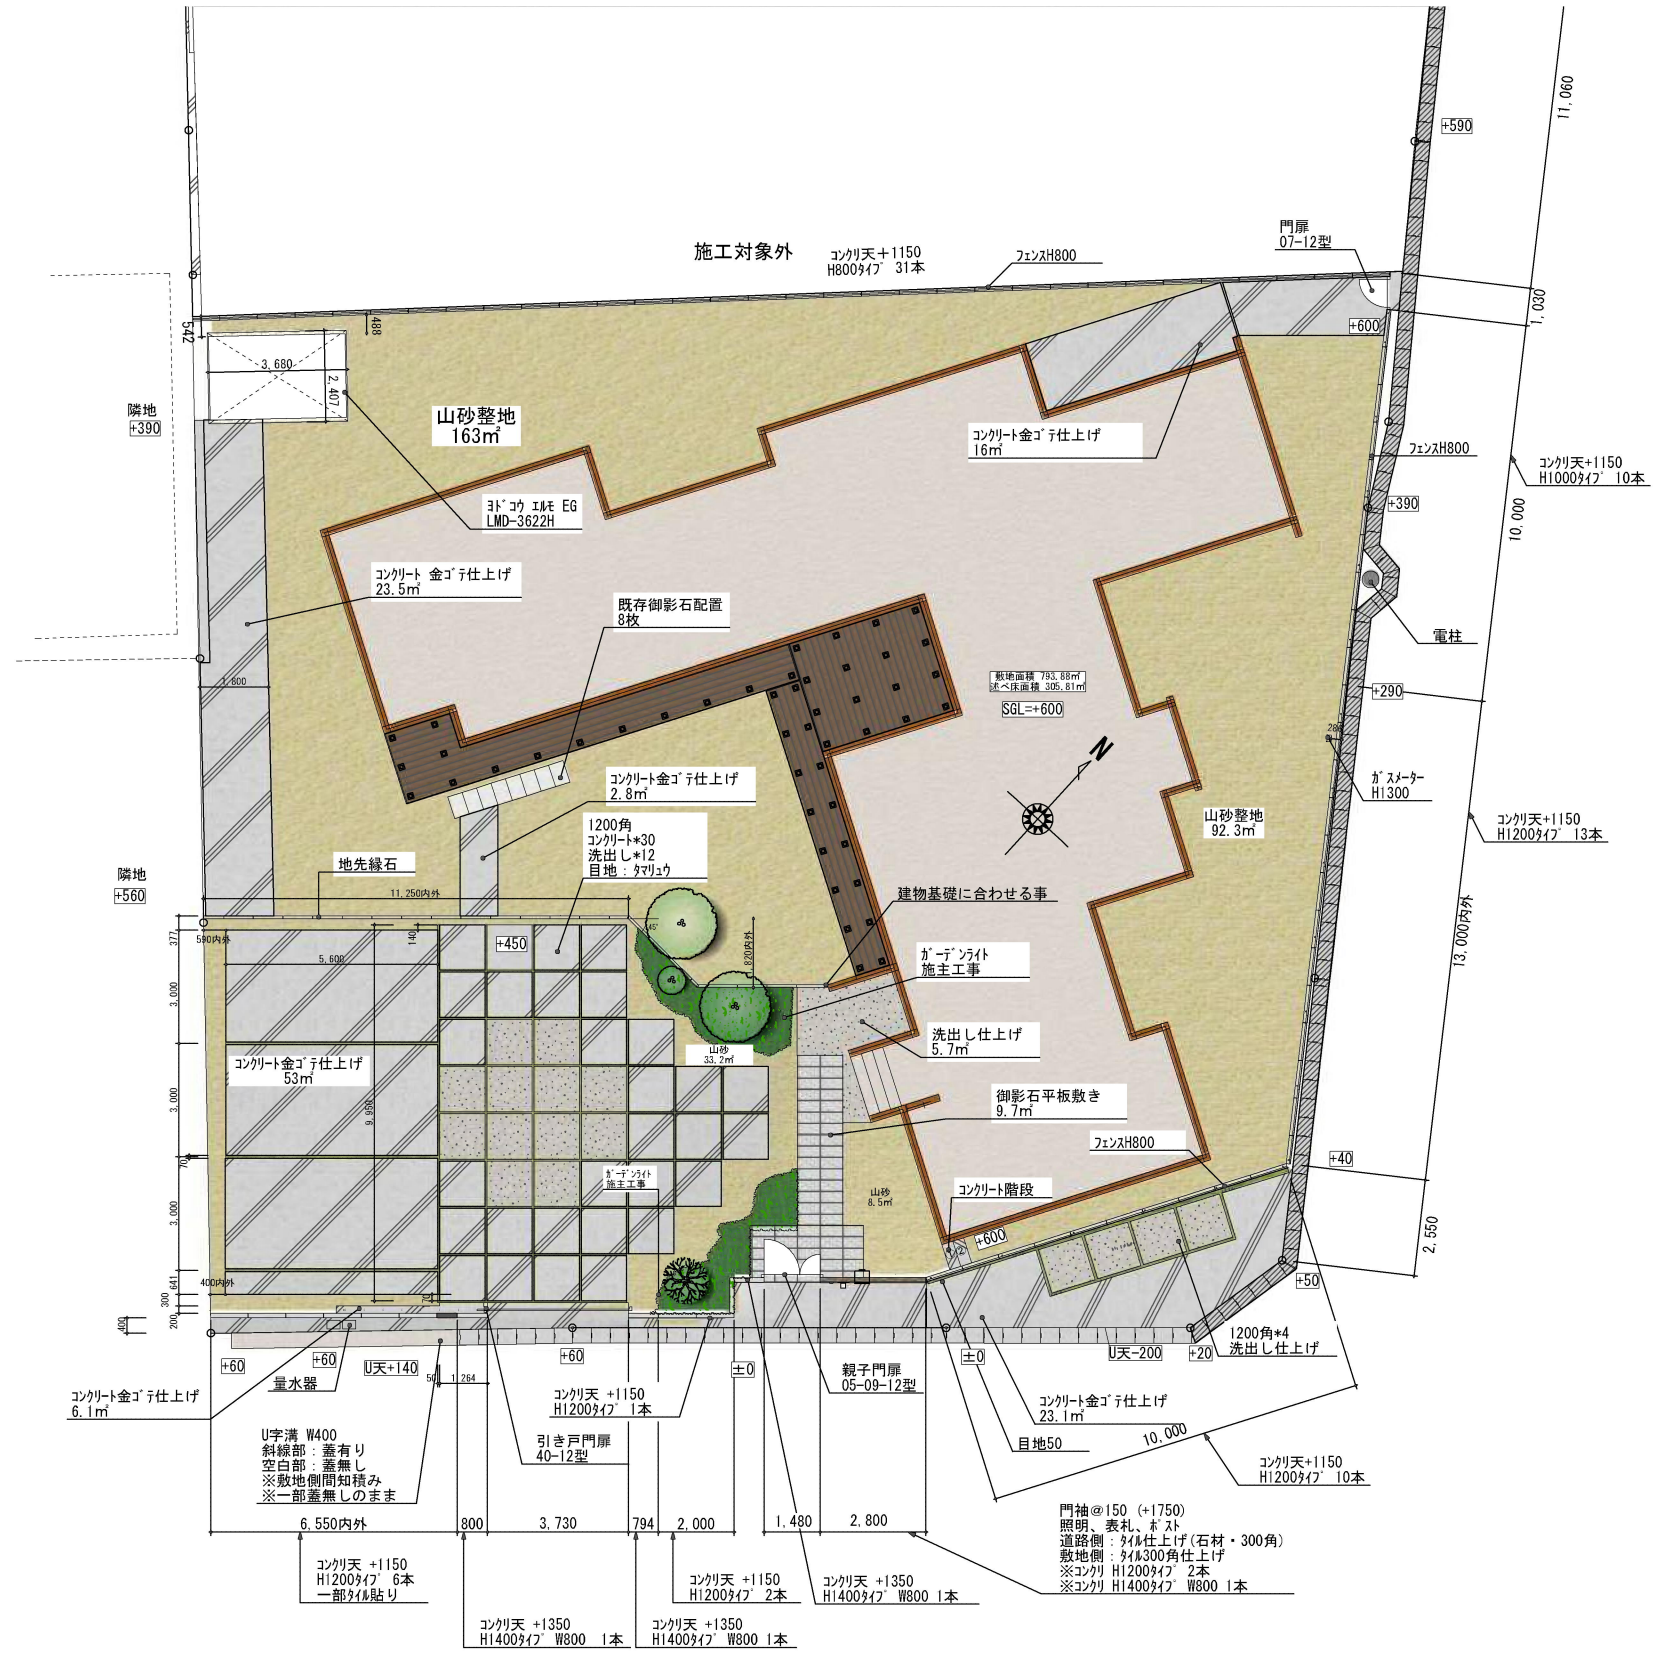 11,060
+590
門扉
07-12型
施工対象外
コンクリ天+1150
H800タイプ 31本
フェンスH800
1,030
+600
542
488
3,680
2,407
隣地
+390
山砂整地
163㎡
コンクリート金ゴテ仕上げ
16㎡
フェンスH800
コンクリ天+1150
H1000タイプ 10本
+390
10,000
ヨドコウ エルモ EG
LMD-3622H
コンクリート 金ゴテ仕上げ
23.5㎡
既存御影石配置
8枚
電柱
1,800
敷地面積 793.88㎡
述べ床面積 305.81㎡
SGL=+600
+290
N
ガスメーター
H1300
コンクリート金ゴテ仕上げ
2.8㎡
山砂整地
92.3㎡
コンクリ天+1150
H1200タイプ 13本
1200角
コンクリート*30
洗出し*12
目地：タマリュウ
地先縁石
隣地
+560
11,250内外
建物基礎に合わせる事
13,000内外
377
590内外
140
+450
45°
1,820内外
ガーデンライト
施主工事
5,600
3,000
洗出し仕上げ
5.7㎡
山砂
33.2㎡
コンクリート金ゴテ仕上げ
53㎡
3,000
9,950
御影石平板敷き
9.7㎡
フェンスH800
+40
70
ガーデンライト
施主工事
山砂
8.5㎡
コンクリート階段
3,000
+600
2,550
641
400内外
70
300
200
400
+50
+60
+60
U天+140
+60
±0
±0
U天-200
+20
1200角*4
洗出し仕上げ
50
1,264
量水器
コンクリート金ゴテ仕上げ
6.1㎡
コンクリ天 +1150
H1200タイプ 1本
親子門扉
05-09-12型
コンクリート金ゴテ仕上げ
23.1㎡
目地50
10,000
U字溝 W400
斜線部：蓋有り
空白部：蓋無し
※敷地側間知積み
※一部蓋無しのまま
引き戸門扉
40-12型
コンクリ天+1150
H1200タイプ 10本
6,550内外
800
3,730
794
2,000
1,480
2,800
門袖@150 (+1750)
照明、表札、ポスト
道路側：タイル仕上げ(石材・300角)
敷地側：タイル300角仕上げ
※コンクリ H1200タイプ 2本
※コンクリ H1400タイプ W800 1本
コンクリ天 +1150
H1200タイプ 6本
一部タイル貼り
コンクリ天 +1150
H1200タイプ 2本
コンクリ天 +1350
H1400タイプ W800 1本
コンクリ天 +1350
H1400タイプ W800 1本
コンクリ天 +1350
H1400タイプ W800 1本